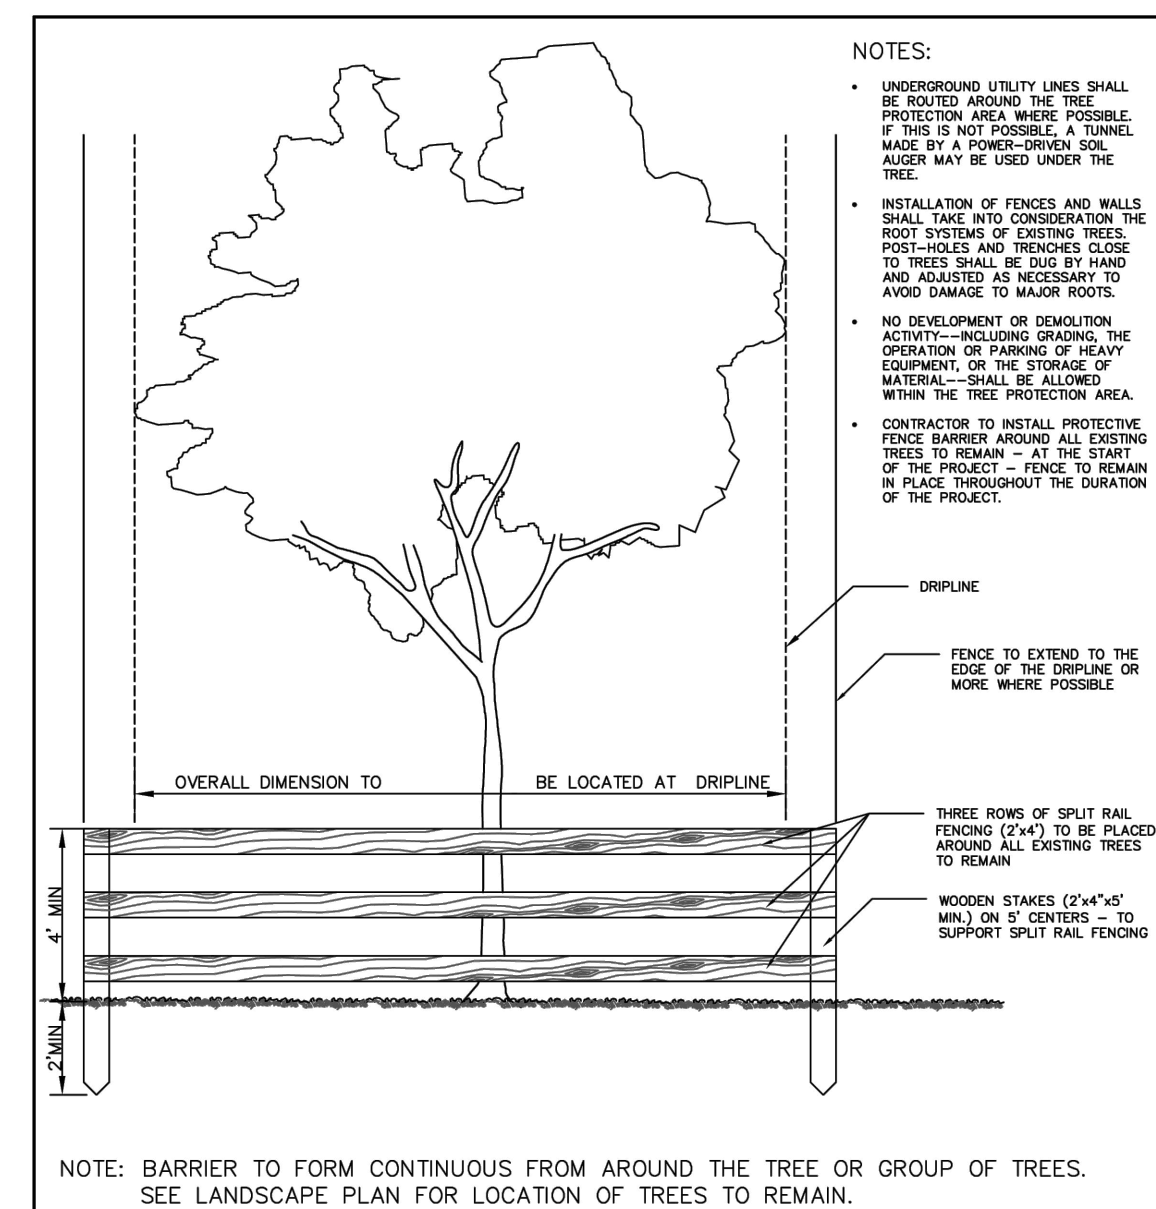 NOTES:
• UNDERGROUND UTILITY LINES SHALL
BE ROUTED AROUND THE TREE
PROTECTION AREA WHERE POSSIBLE.
IF THIS IS NOT POSSIBLE, A TUNNEL
MADE BY A POWER-DRIVEN SOIL
AUGER MAY BE USED UNDER THE
TREE.
• INSTALLATION OF FENCES AND WALLS
SHALL TAKE INTO CONSIDERATION THE
ROOT SYSTEMS OF EXISTING TREES.
POST-HOLES AND TRENCHES CLOSE
TO TREES SHALL BE DUG BY HAND
AND ADJUSTED AS NECESSARY TO
AVOID DAMAGE TO MAJOR ROOTS.
• NO DEVELOPMENT OR DEMOLITION
ACTIVITY--INCLUDING GRADING, THE
OPERATION OR PARKING OF HEAVY
EQUIPMENT, OR THE STORAGE OF
MATERIAL--SHALL BE ALLOWED
WITHIN THE TREE PROTECTION AREA.
• CONTRACTOR TO INSTALL PROTECTIVE
FENCE BARRIER AROUND ALL EXISTING
TREES TO REMAIN - AT THE START
OF THE PROJECT - FENCE TO REMAIN
IN PLACE THROUGHOUT THE DURATION
OF THE PROJECT.
DRIPLINE
FENCE TO EXTEND TO THE
EDGE OF THE DRIPLINE OR
MORE WHERE POSSIBLE
OVERALL DIMENSION TO BE LOCATED AT DRIPLINE
THREE ROWS OF SPLIT RAIL
FENCING (2'x4') TO BE PLACED
AROUND ALL EXISTING TREES
TO REMAIN
WOODEN STAKES (2'x4"x5'
MIN.) ON 5' CENTERS - TO
SUPPORT SPLIT RAIL FENCING
4' MIN
2'MIN
NOTE: BARRIER TO FORM CONTINUOUS FROM AROUND THE TREE OR GROUP OF TREES.
SEE LANDSCAPE PLAN FOR LOCATION OF TREES TO REMAIN.